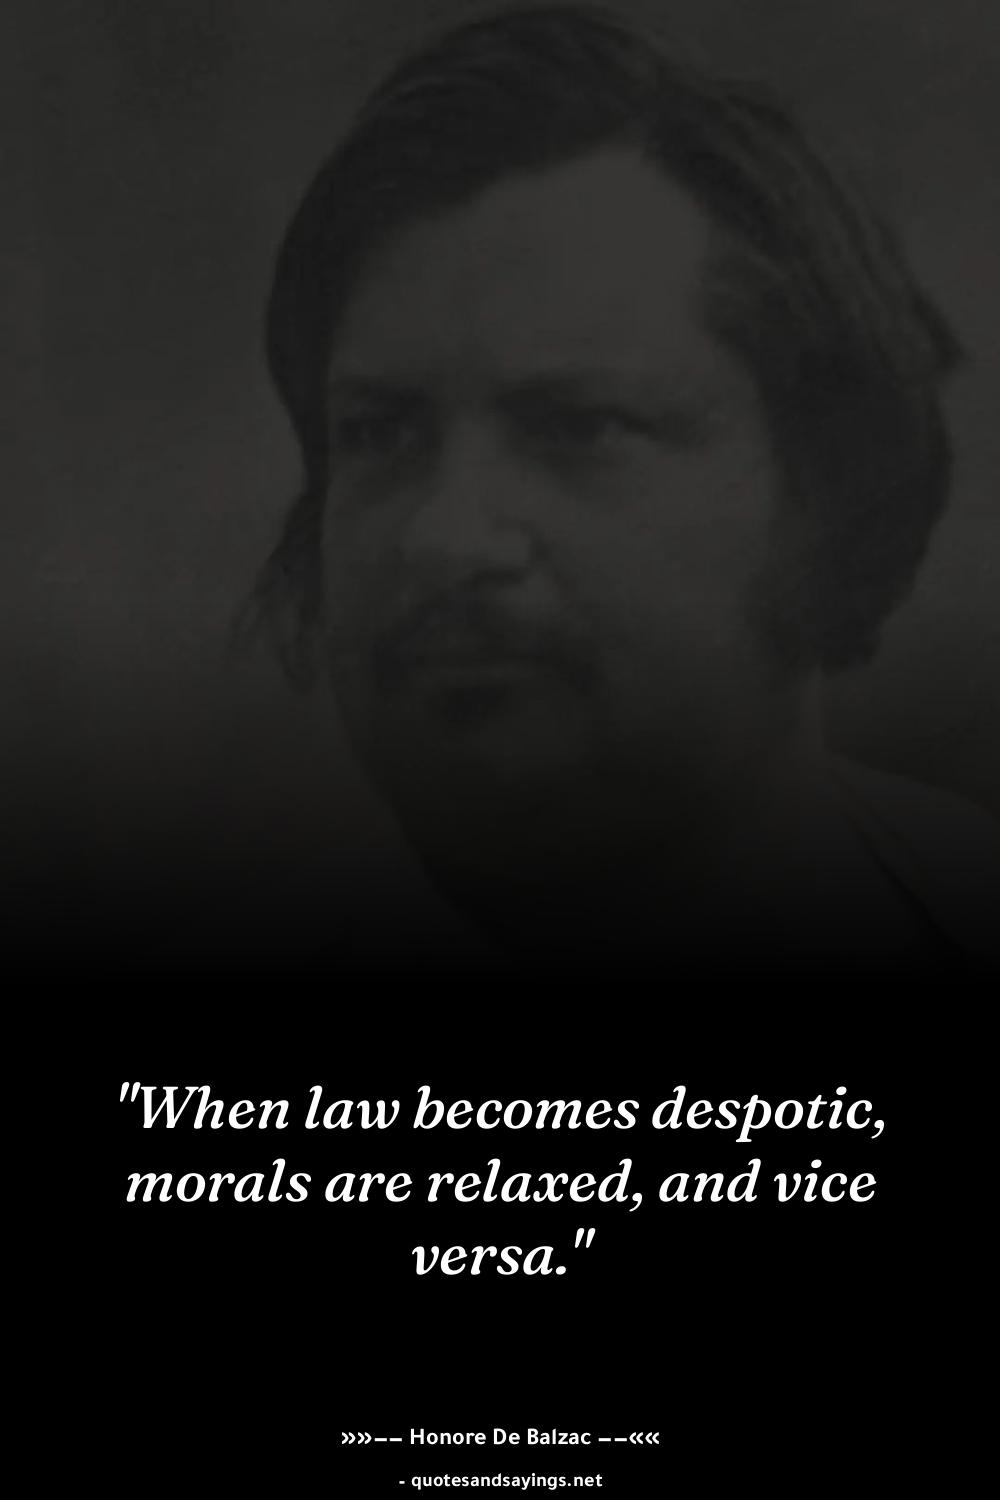 "When law becomes despotic,
morals are relaxed, and vice
versa."
»»—— Honore De Balzac ——««
- quotesandsayings.net